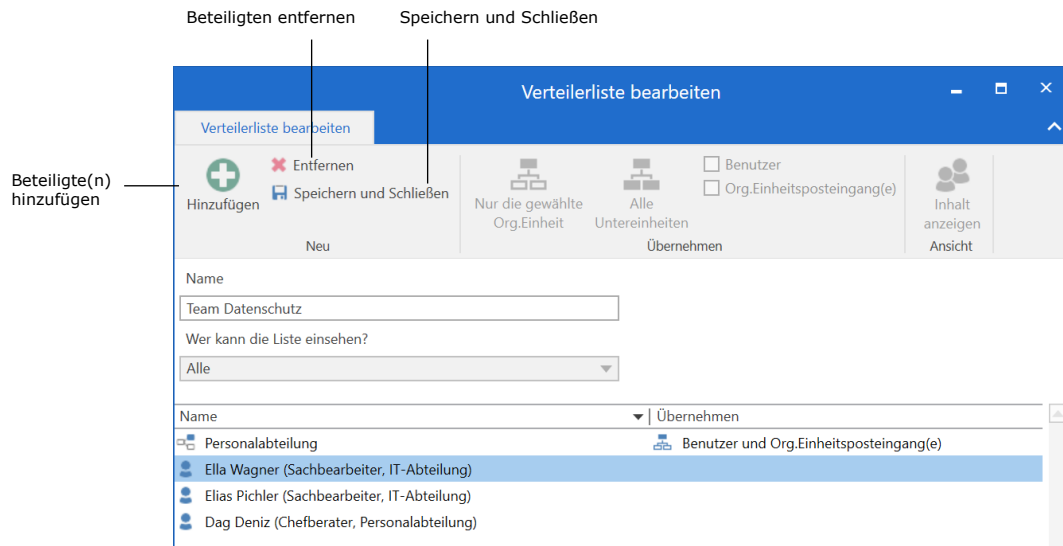 Beteiligten entfernen
Speichern und Schließen
Verteilerliste bearbeiten
Verteilerliste bearbeiten
Beteiligte(n)
hinzufügen
Hinzufügen
Entfernen
Speichern und Schließen
Neu
Nur die gewählte
Org.Einheit
Alle
Untereinheiten
Benutzer
Org.Einheitsposteingang(e)
Übernehmen
Inhalt
anzeigen
Ansicht
Name
Team Datenschutz
Wer kann die Liste einsehen?
Alle
Name
Übernehmen
Personalabteilung
Benutzer und Org.Einheitsposteingang(e)
Ella Wagner (Sachbearbeiter, IT-Abteilung)
Elias Pichler (Sachbearbeiter, IT-Abteilung)
Dag Deniz (Chefberater, Personalabteilung)